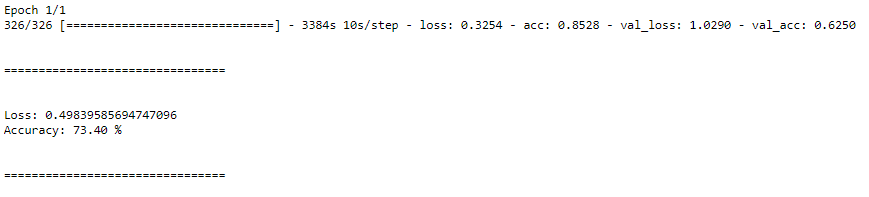 Epoch 1/1
326/326 [==============================] - 3384s 10s/step - loss: 0.3254 - acc: 0.8528 - val_loss: 1.0290 - val_acc: 0.6250
================================
Loss: 0.49839585694747096
Accuracy: 73.40 %
================================